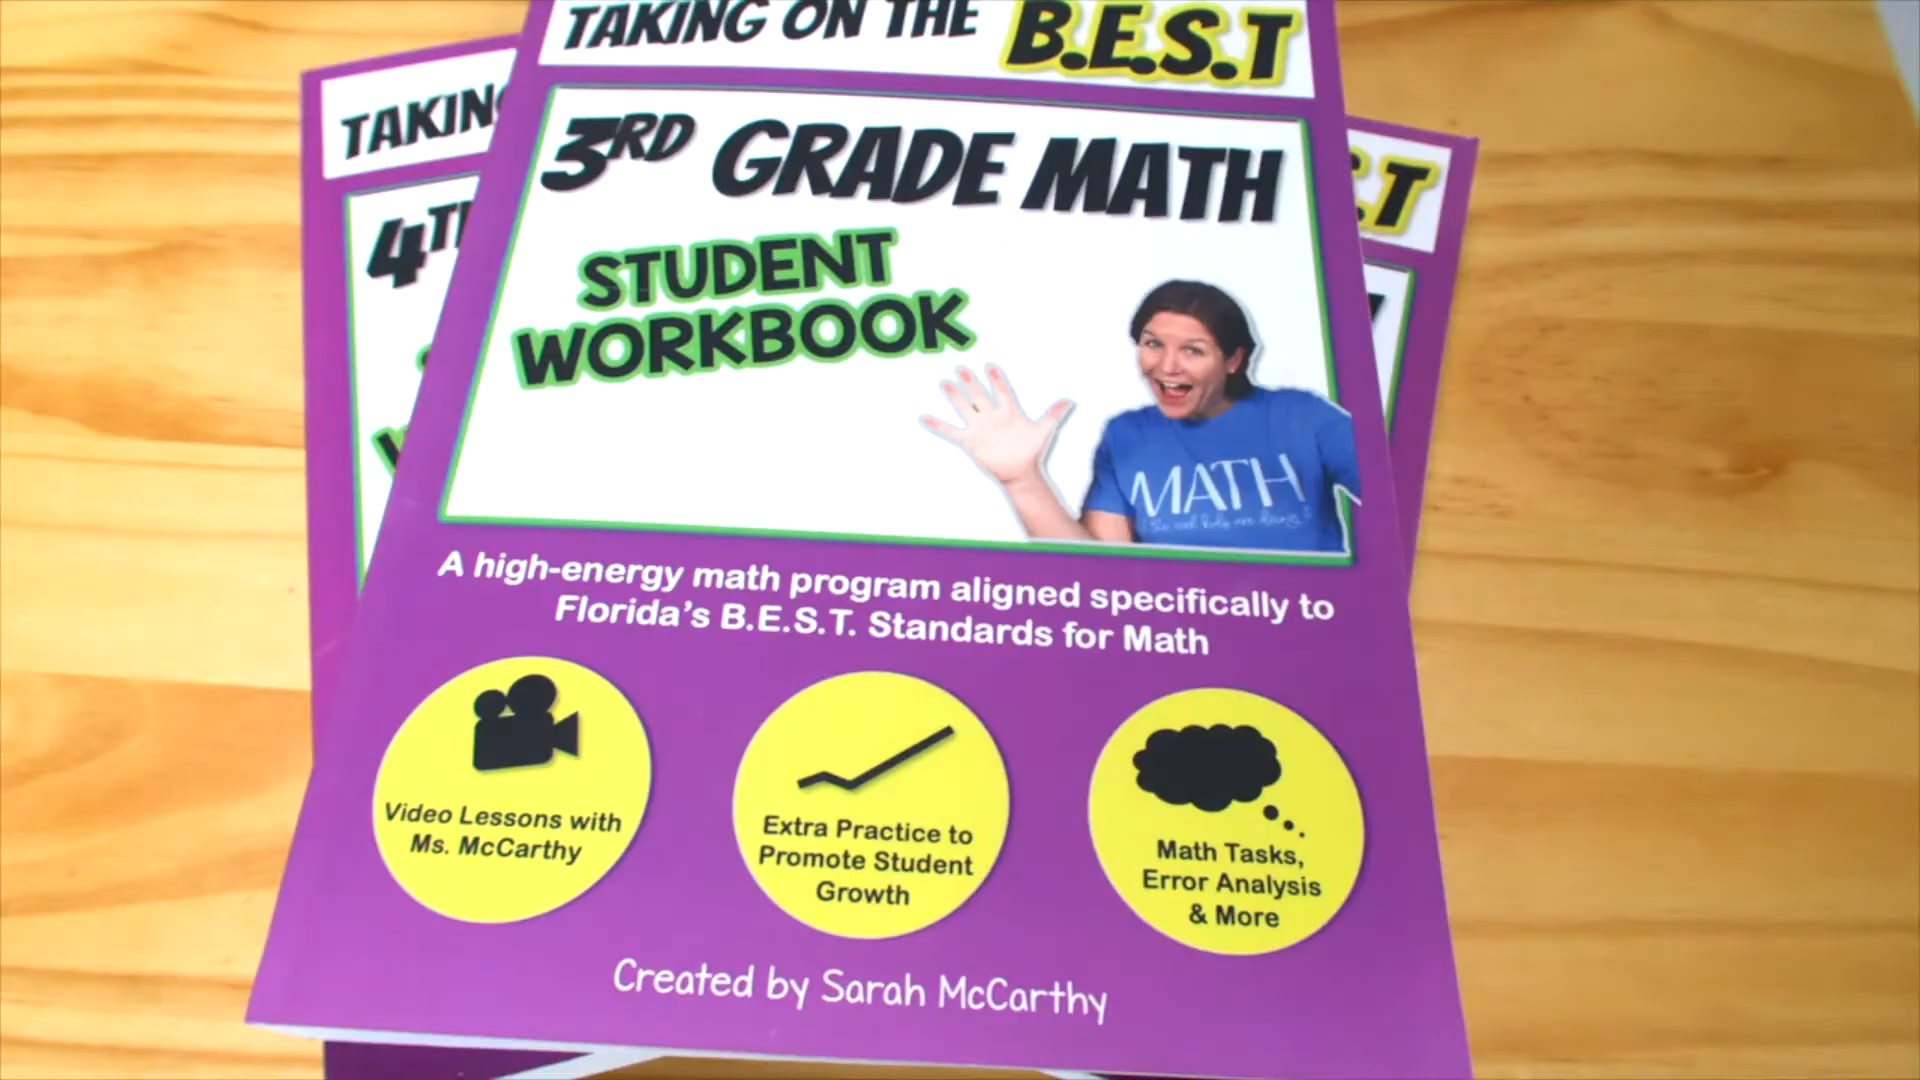 TAKING ON THE B.E.S.T
3RD GRADE MATH
STUDENT
WORKBOOK
MATH
A high-energy math program aligned specifically to
Florida's B.E.S.T. Standards for Math
Video Lessons with
Ms. McCarthy
Extra Practice to
Promote Student
Growth
Math Tasks,
Error Analysis
& More
Created by Sarah McCarthy
TAKING
4T
.T